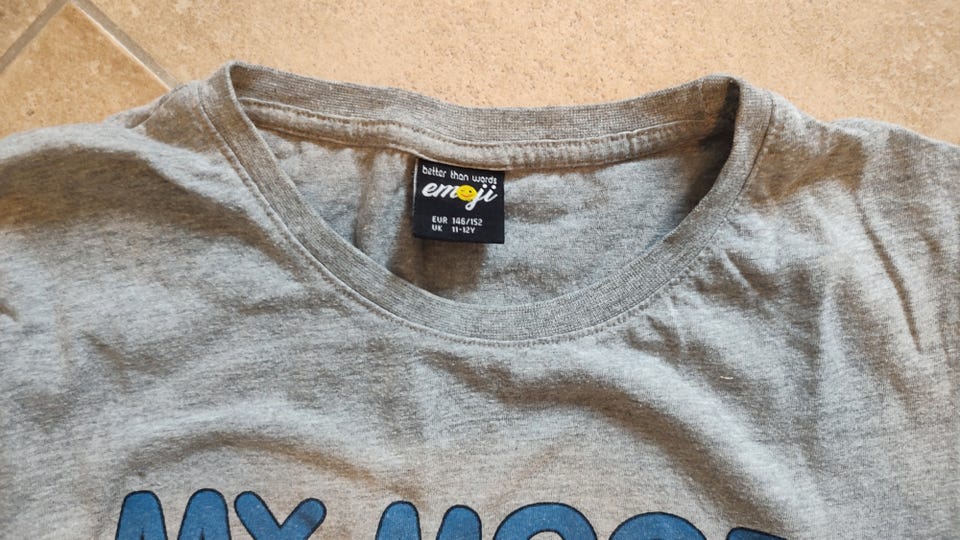 better than words
emoji
EUR 146/152
UK 11-12Y
MY